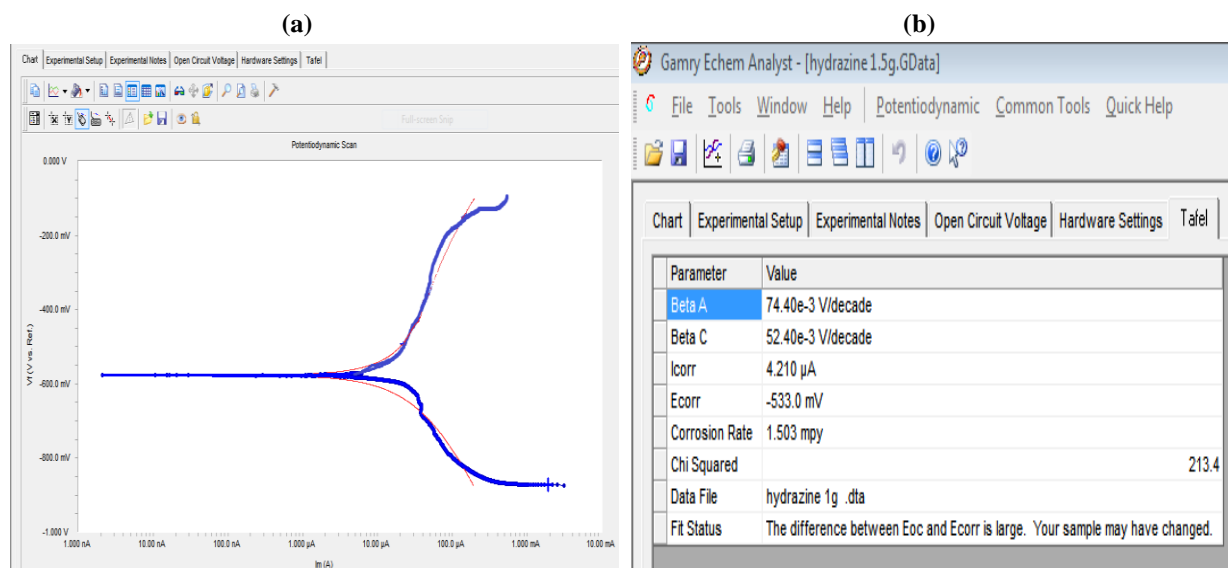 (a)
Chart Experimental Setup Experimental Notes Open Circuit Voltage Hardware Settings Tafel
Full-screen Snip
Potentiodynamic Scan
0.000 V
-200.0 mV
-400.0 mV
-600.0 mV
-800.0 mV
-1.000 V
Vf (V vs. Ref.)
1.000 nA 10.00 nA 100.0 nA 1.000 µA 10.00 µA 100.0 µA 1.000 mA 10.00 mA
Im (A)
(b)
Gamry Echem Analyst - [hydrazine 1.5g.GData]
File Tools Window Help Potentiodynamic Common Tools Quick Help
Chart Experimental Setup Experimental Notes Open Circuit Voltage Hardware Settings Tafel
Parameter Value
Beta A 74.40e-3 V/decade
Beta C 52.40e-3 V/decade
Icorr 4.210 µA
Ecorr -533.0 mV
Corrosion Rate 1.503 mpy
Chi Squared 213.4
Data File hydrazine 1g .dta
Fit Status The difference between Eoc and Ecorr is large. Your sample may have changed.